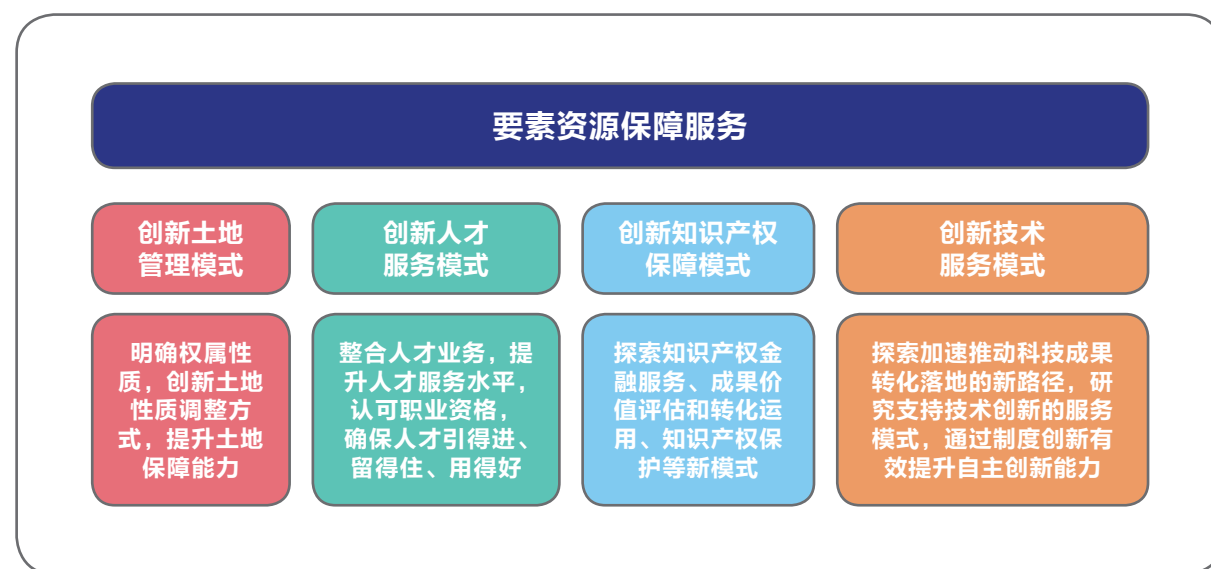 要素资源保障服务
创新土地
管理模式
创新人才
服务模式
创新知识产权
保障模式
创新技术
服务模式
明确权属性
质，创新土地
性质调整方
式，提升土地
保障能力
整合人才业务，提
升人才服务水平，
认可职业资格，
确保人才引得进、
留得住、用得好
探索知识产权金
融服务、成果价
值评估和转化运
用、知识产权保
护等新模式
探索加速推动科技成果
转化落地的新路径，研
究支持技术创新的服务
模式，通过制度创新有
效提升自主创新能力